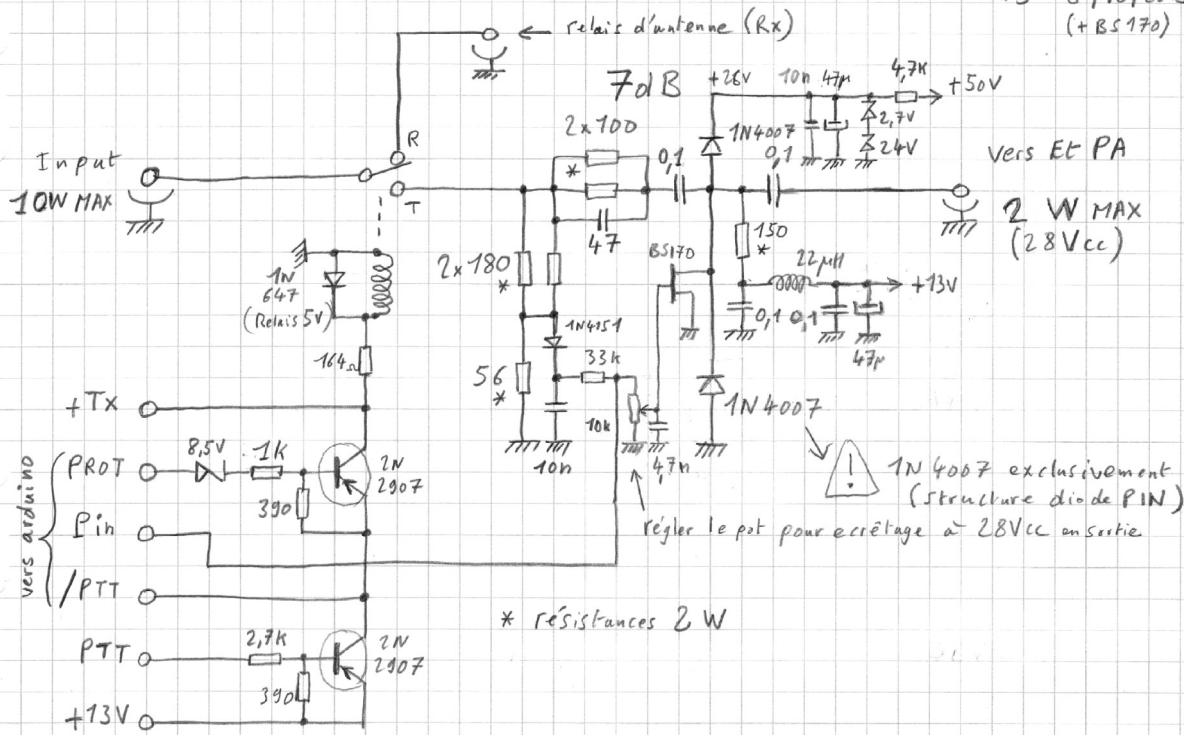 (+BS170)
← relais d'antenne (Rx)
7dB
+26V
10n
47µ
4,7K
+50V
2x100
*
R
1N4007
2,7V
24V
Input
10W MAX
0,1
0,1
Vers Et PA
T
2 W MAX
(28Vcc)
47
150
*
BS170
22µH
+13V
1N
647
(Relais 5V)
2x180
*
0,1
0,1
47µ
1N4151
164Ω
33k
56
*
10k
1N4007
+Tx
10n
4,7n
vers arduino
PROT
8,5V
1K
2N
2907
390
! 1N 4007 exclusivement
(structure diode PIN)
Pin
régler le pot pour ecrêtage à 28Vcc en sortie
/PTT
* résistances 2 W
PTT
2,7K
2N
2907
390
+13V